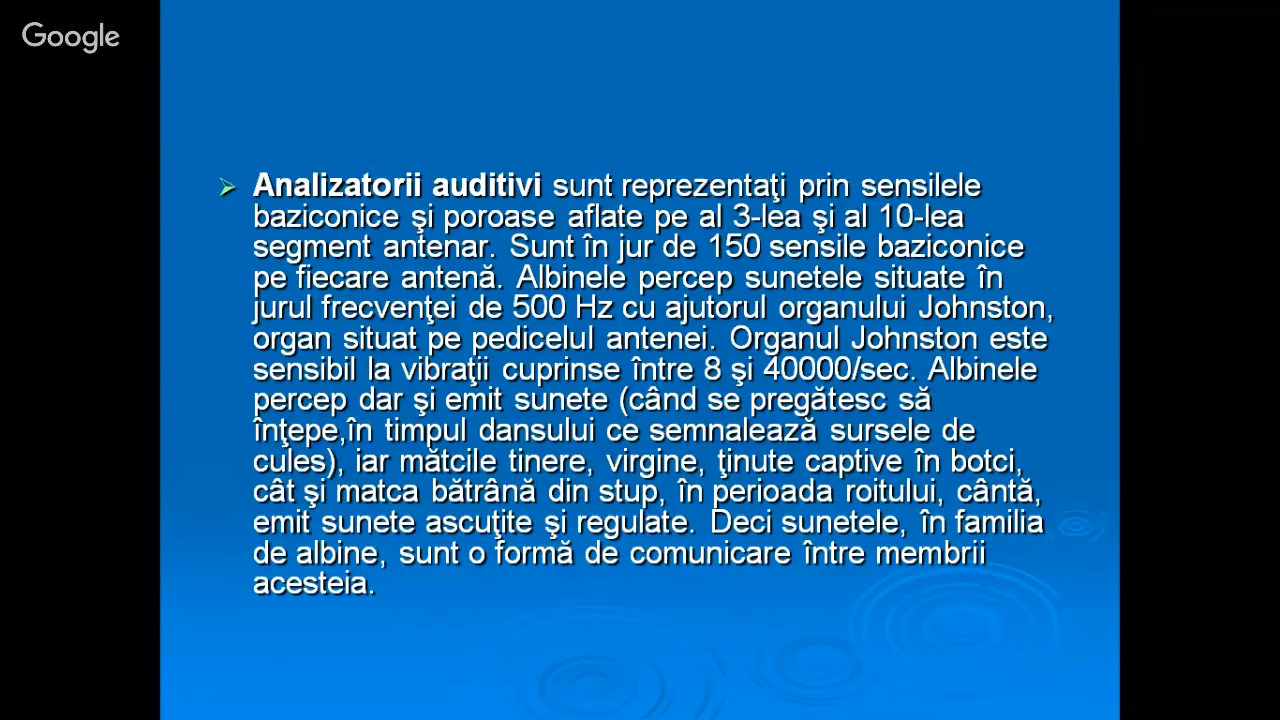 Google
Analizatorii auditivi sunt reprezentaţi prin sensilele
baziconice şi poroase aflate pe al 3-lea şi al 10-lea
segment antenar. Sunt în jur de 150 sensile baziconice
pe fiecare antenă. Albinele percep sunetele situate în
jurul frecvenţei de 500 Hz cu ajutorul organului Johnston,
organ situat pe pedicelul antenei. Organul Johnston este
sensibil la vibraţii cuprinse între 8 şi 40000/sec. Albinele
percep dar şi emit sunete (când se pregătesc să
înţepe,în timpul dansului ce semnalează sursele de
cules), iar mătcile tinere, virgine, ţinute captive în botci,
cât şi matca bătrână din stup, în perioada roitului, cântă,
emit sunete ascuţite şi regulate. Deci sunetele, în familia
de albine, sunt o formă de comunicare între membrii
acesteia.